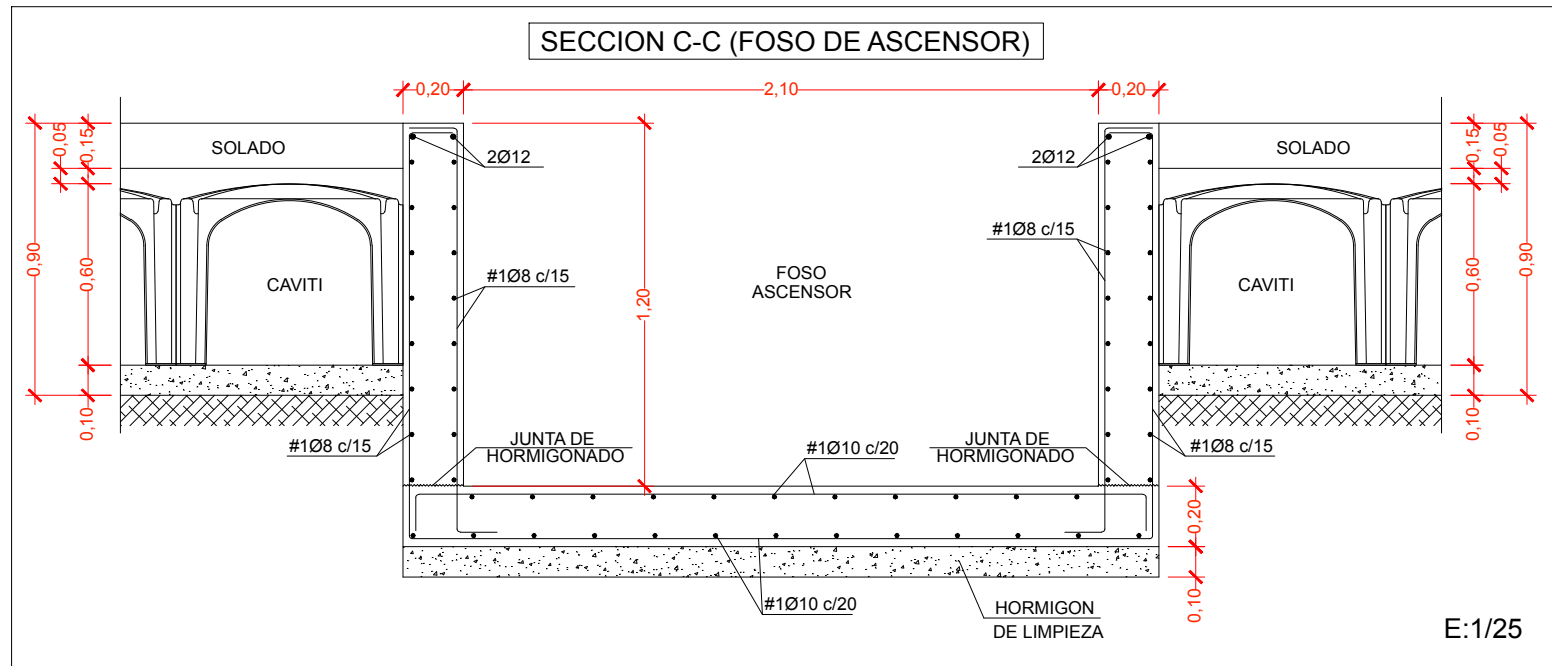 SECCION C-C (FOSO DE ASCENSOR)
0,20
2,10
0,20
0,05
0,15
SOLADO
2Ø12
2Ø12
SOLADO
0,15
0,05
0,90
0,60
CAVITI
#1Ø8 c/15
1,20
FOSO
ASCENSOR
#1Ø8 c/15
CAVITI
0,60
0,90
0,10
#1Ø8 c/15
JUNTA DE
HORMIGONADO
#1Ø10 c/20
JUNTA DE
HORMIGONADO
#1Ø8 c/15
0,10
0,20
#1Ø10 c/20
HORMIGON
DE LIMPIEZA
0,10
E:1/25